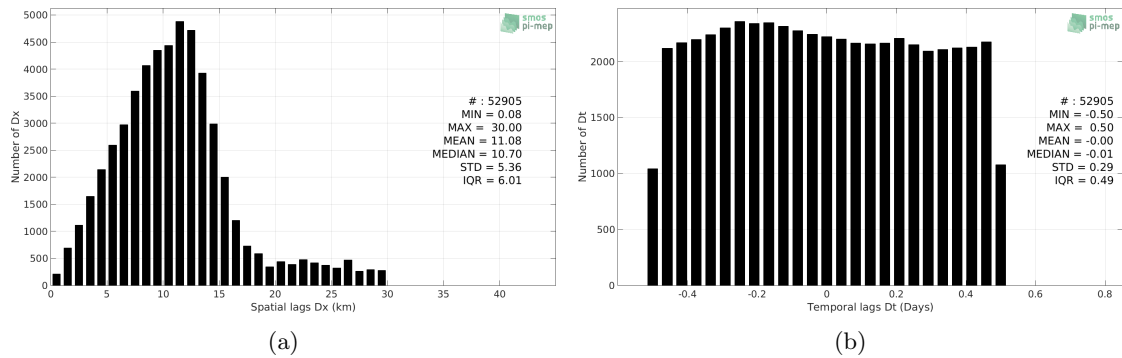 5000
4500
4000
3500
3000
2500
2000
1500
1000
500
0
Number of Dx
0 5 10 15 20 25 30 35 40
Spatial lags Dx (km)
smos
pi-mep
# : 52905
MIN = 0.08
MAX = 30.00
MEAN = 11.08
MEDIAN = 10.70
STD = 5.36
IQR = 6.01
(a)
2000
1500
1000
500
0
Number of Dt
-0.4 -0.2 0 0.2 0.4 0.6 0.8
Temporal lags Dt (Days)
smos
pi-mep
# : 52905
MIN = -0.50
MAX = 0.50
MEAN = -0.00
MEDIAN = -0.01
STD = 0.29
IQR = 0.49
(b)